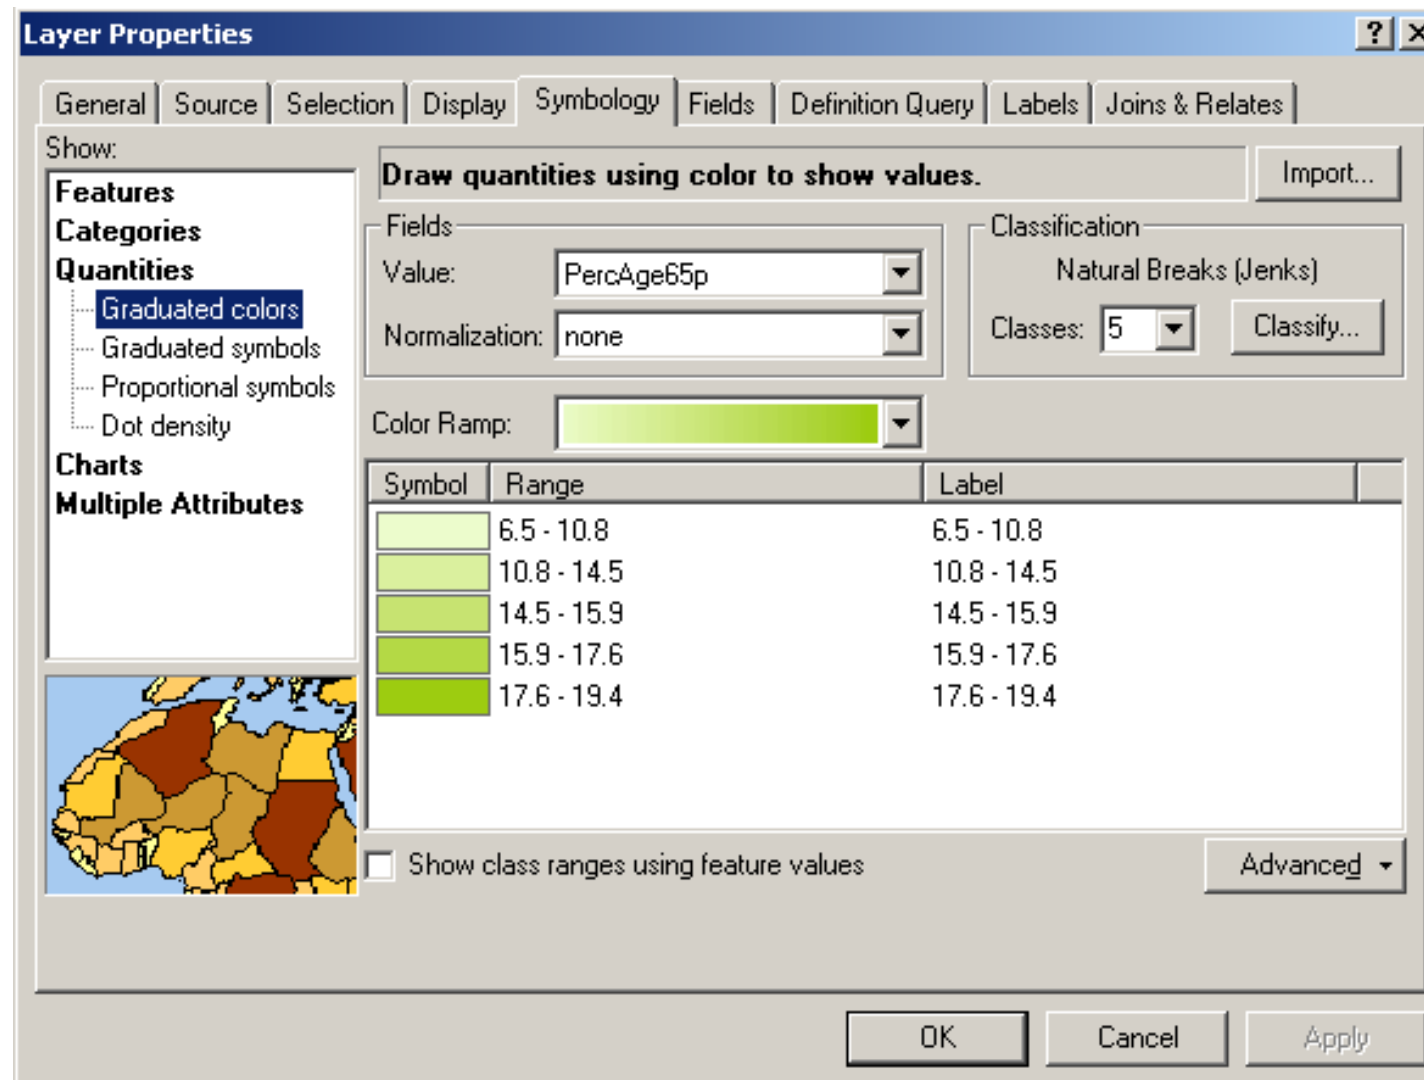 Layer Properties
General Source Selection Display Symbology Fields Definition Query Labels Joins & Relates
Show:
Features
Categories
Quantities
Graduated colors
Graduated symbols
Proportional symbols
Dot density
Charts
Multiple Attributes
Draw quantities using color to show values. Import...
Fields
Value: PercAge65p
Normalization: none
Classification
Natural Breaks (Jenks)
Classes: 5 Classify...
Color Ramp:
Symbol Range Label
6.5 - 10.8 6.5 - 10.8
10.8 - 14.5 10.8 - 14.5
14.5 - 15.9 14.5 - 15.9
15.9 - 17.6 15.9 - 17.6
17.6 - 19.4 17.6 - 19.4
Show class ranges using feature values Advanced
OK Cancel Apply